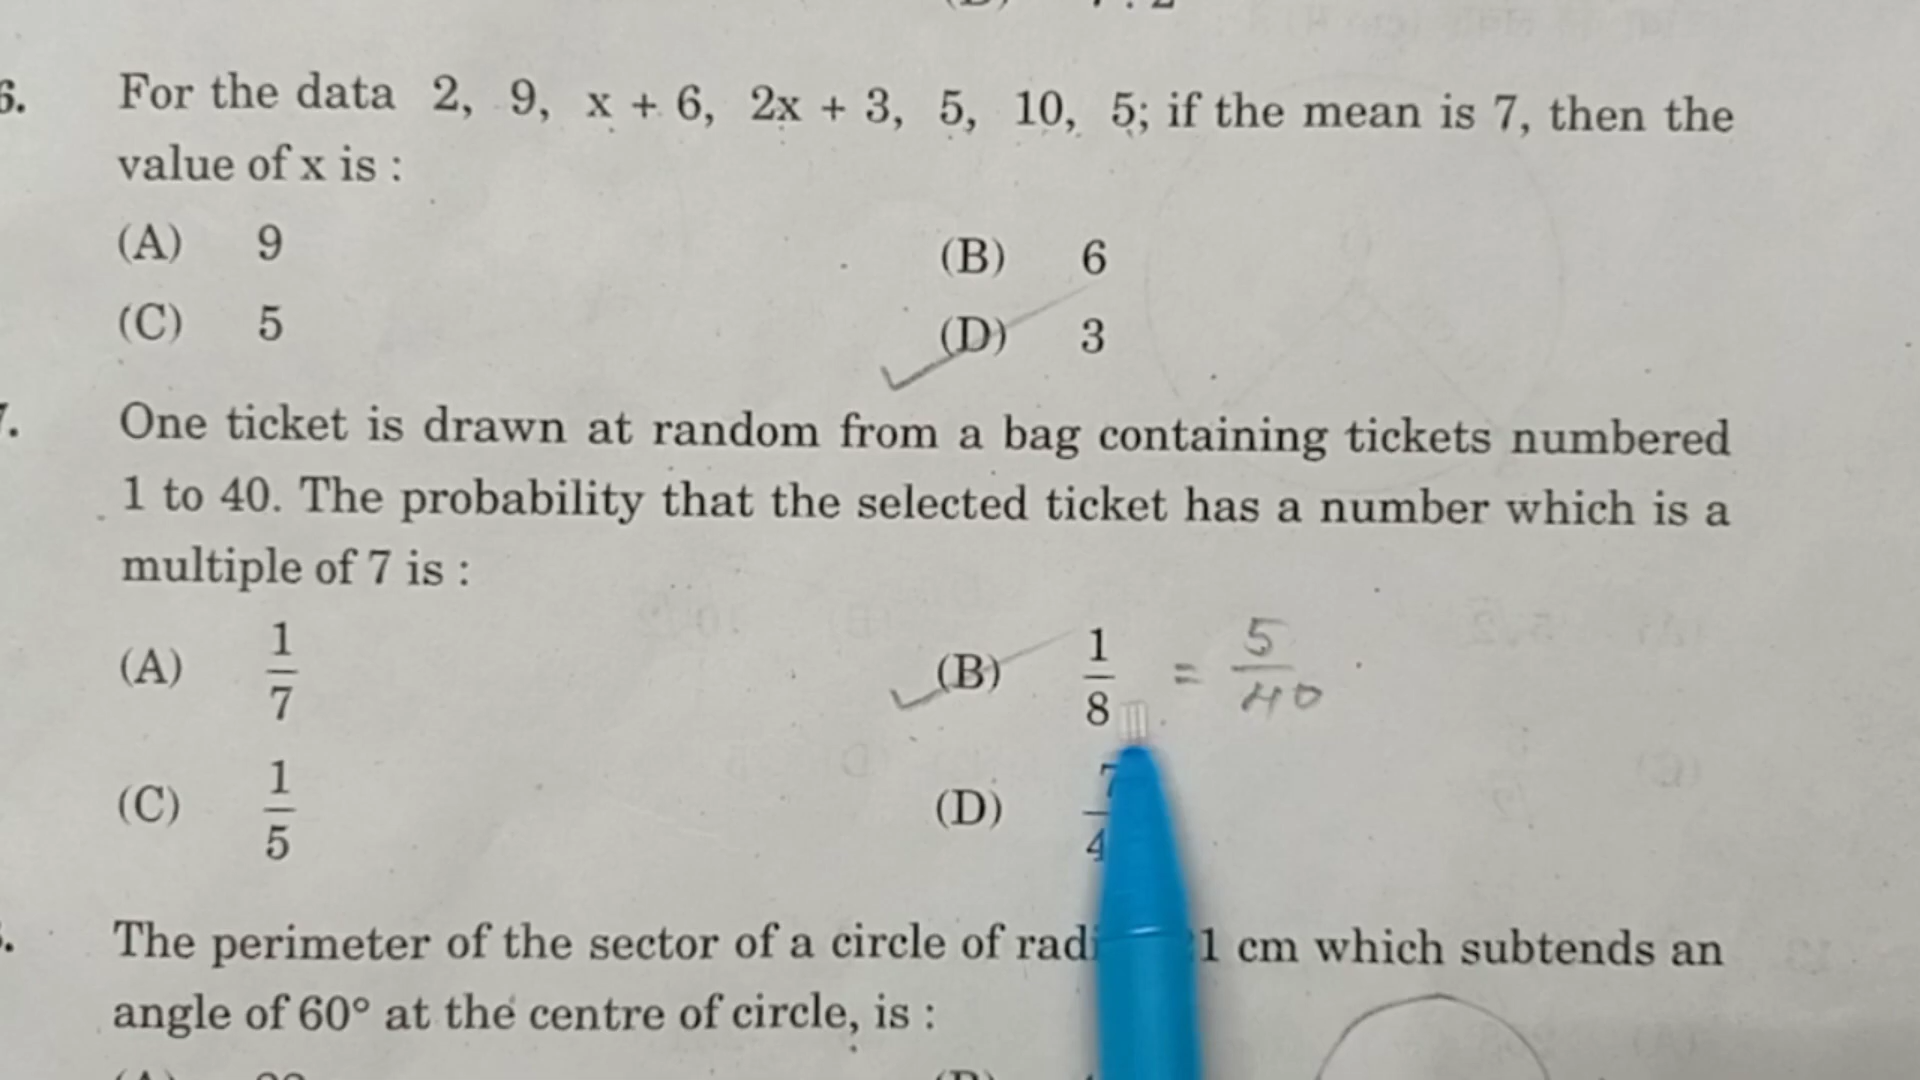 6. For the data 2, 9, x + 6, 2x + 3, 5, 10, 5; if the mean is 7, then the
value of x is :
(A) 9 (B) 6
(C) 5 (D) 3
7. One ticket is drawn at random from a bag containing tickets numbered
1 to 40. The probability that the selected ticket has a number which is a
multiple of 7 is :
(A) 1/7 (B) 1/8 = 5/40
(C) 1/5 (D) 7/4
The perimeter of the sector of a circle of 1 cm which subtends an
angle of 60° at the centre of circle, is :